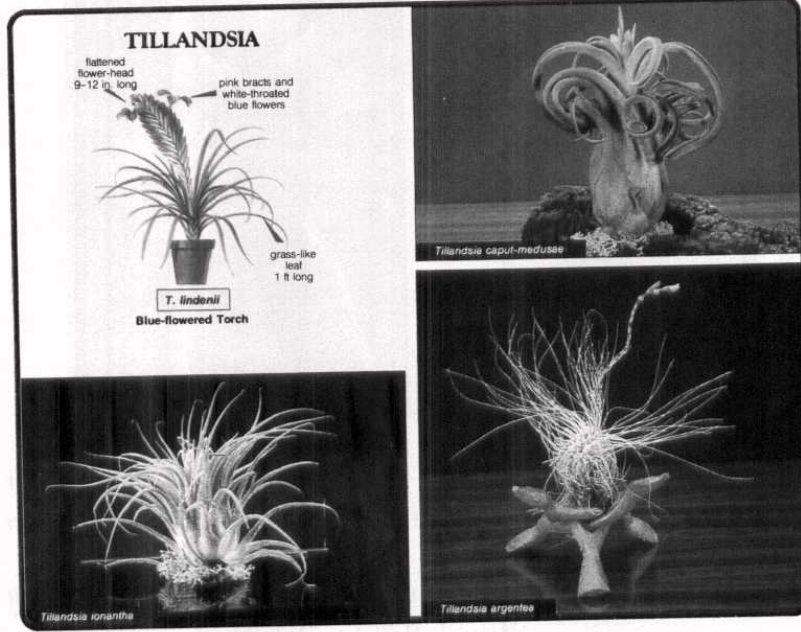 TILLANDSIA
flattened
flower-head
9–12 in. long
pink bracts and
white-throated
blue flowers
grass-like
leaf
1 ft long
T. lindenii
Blue-flowered Torch
Tillandsia caput-medusae
Tillandsia ionantha
Tillandsia argentea